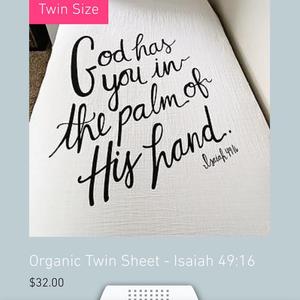 Twin Size
God has
you in
the palm of
His hand.
Isaiah 49:16
Organic Twin Sheet - Isaiah 49:16
$32.00